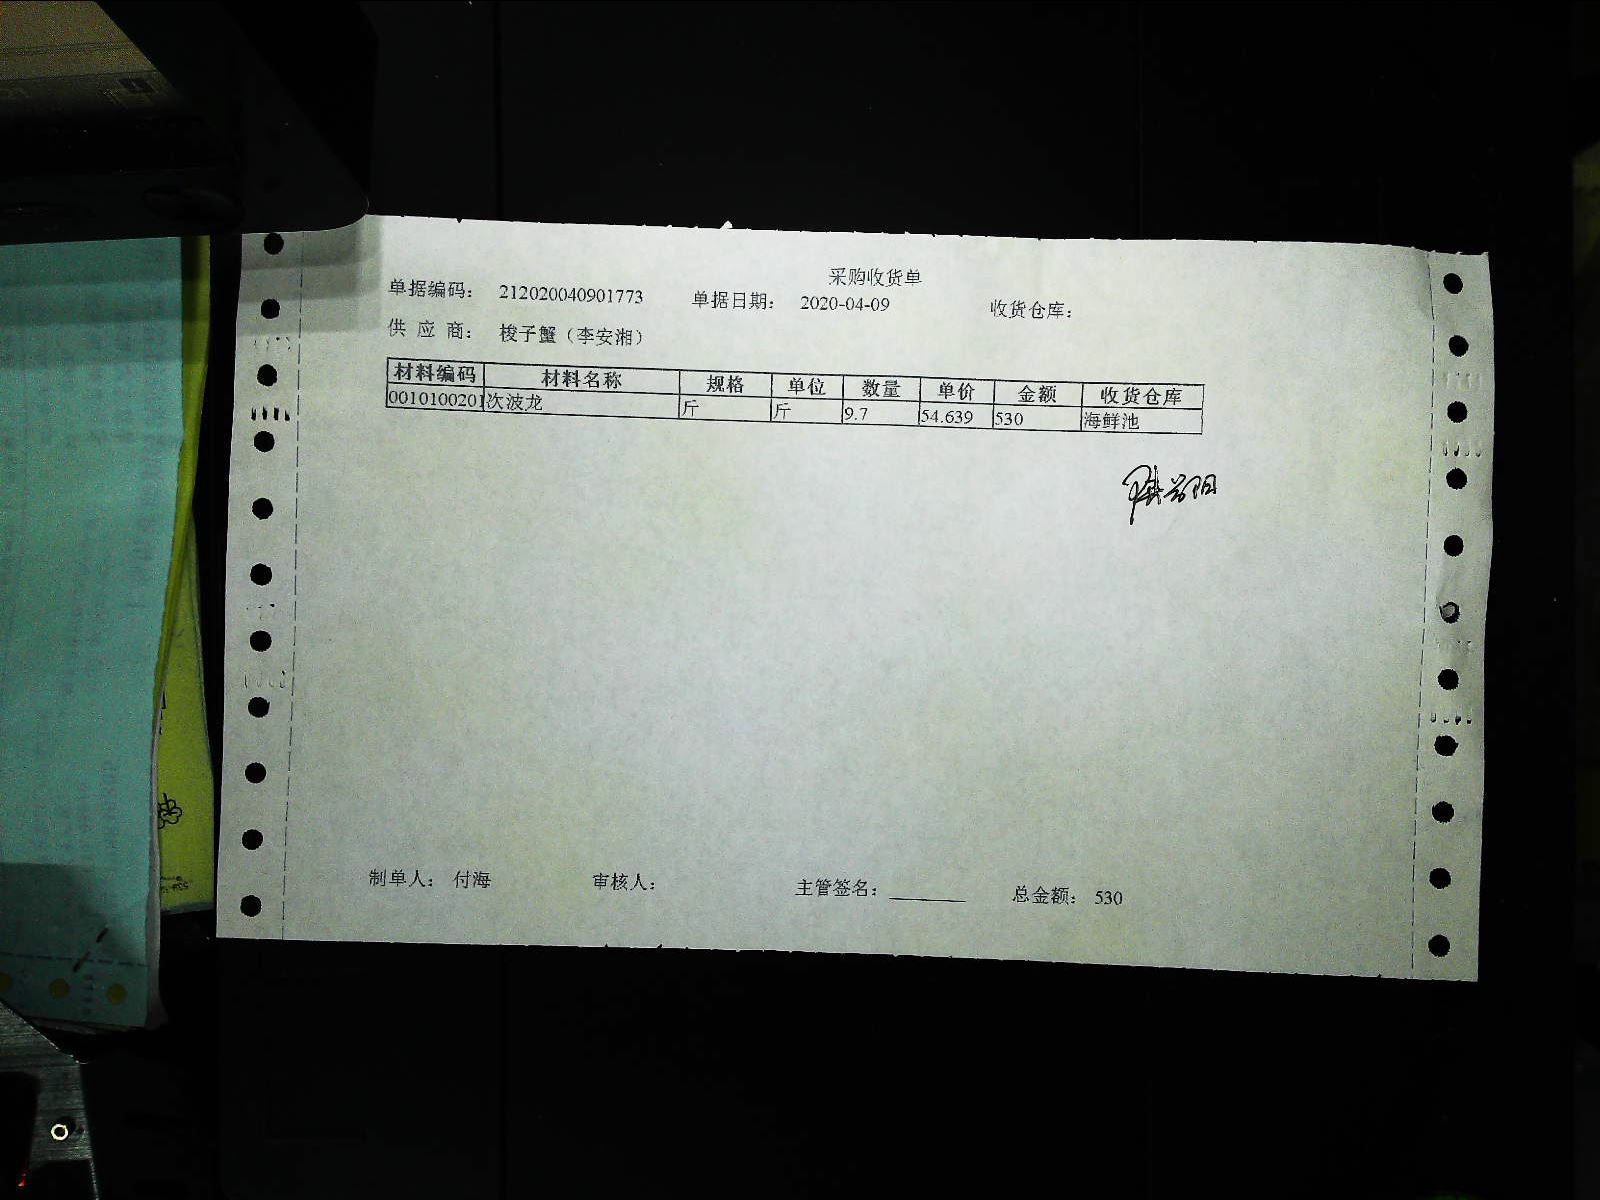 采购收货单
单据编码： 212020040901773 单据日期： 2020-04-09 收货仓库：
供 应 商： 梭子蟹（李安湘）
材料编码 材料名称 规格 单位 数量 单价 金额 收货仓库
0010100201 次波龙 斤 斤 9.7 54.639 530 海鲜池
制单人： 付海 审核人： 主管签名： 总金额： 530